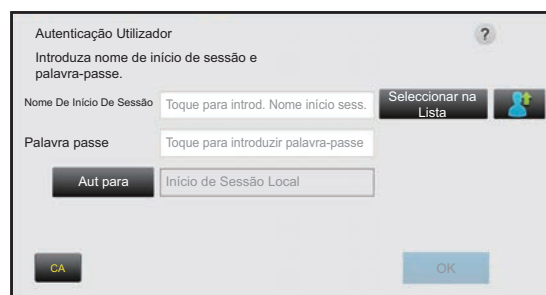 Autenticação Utilizador
?
Introduza nome de início de sessão e
palavra-passe.
Nome De Início De Sessão
Toque para introd. Nome início sess.
Seleccionar na
Lista
Palavra passe
Toque para introduzir palavra-passe
Aut para
Início de Sessão Local
CA
OK